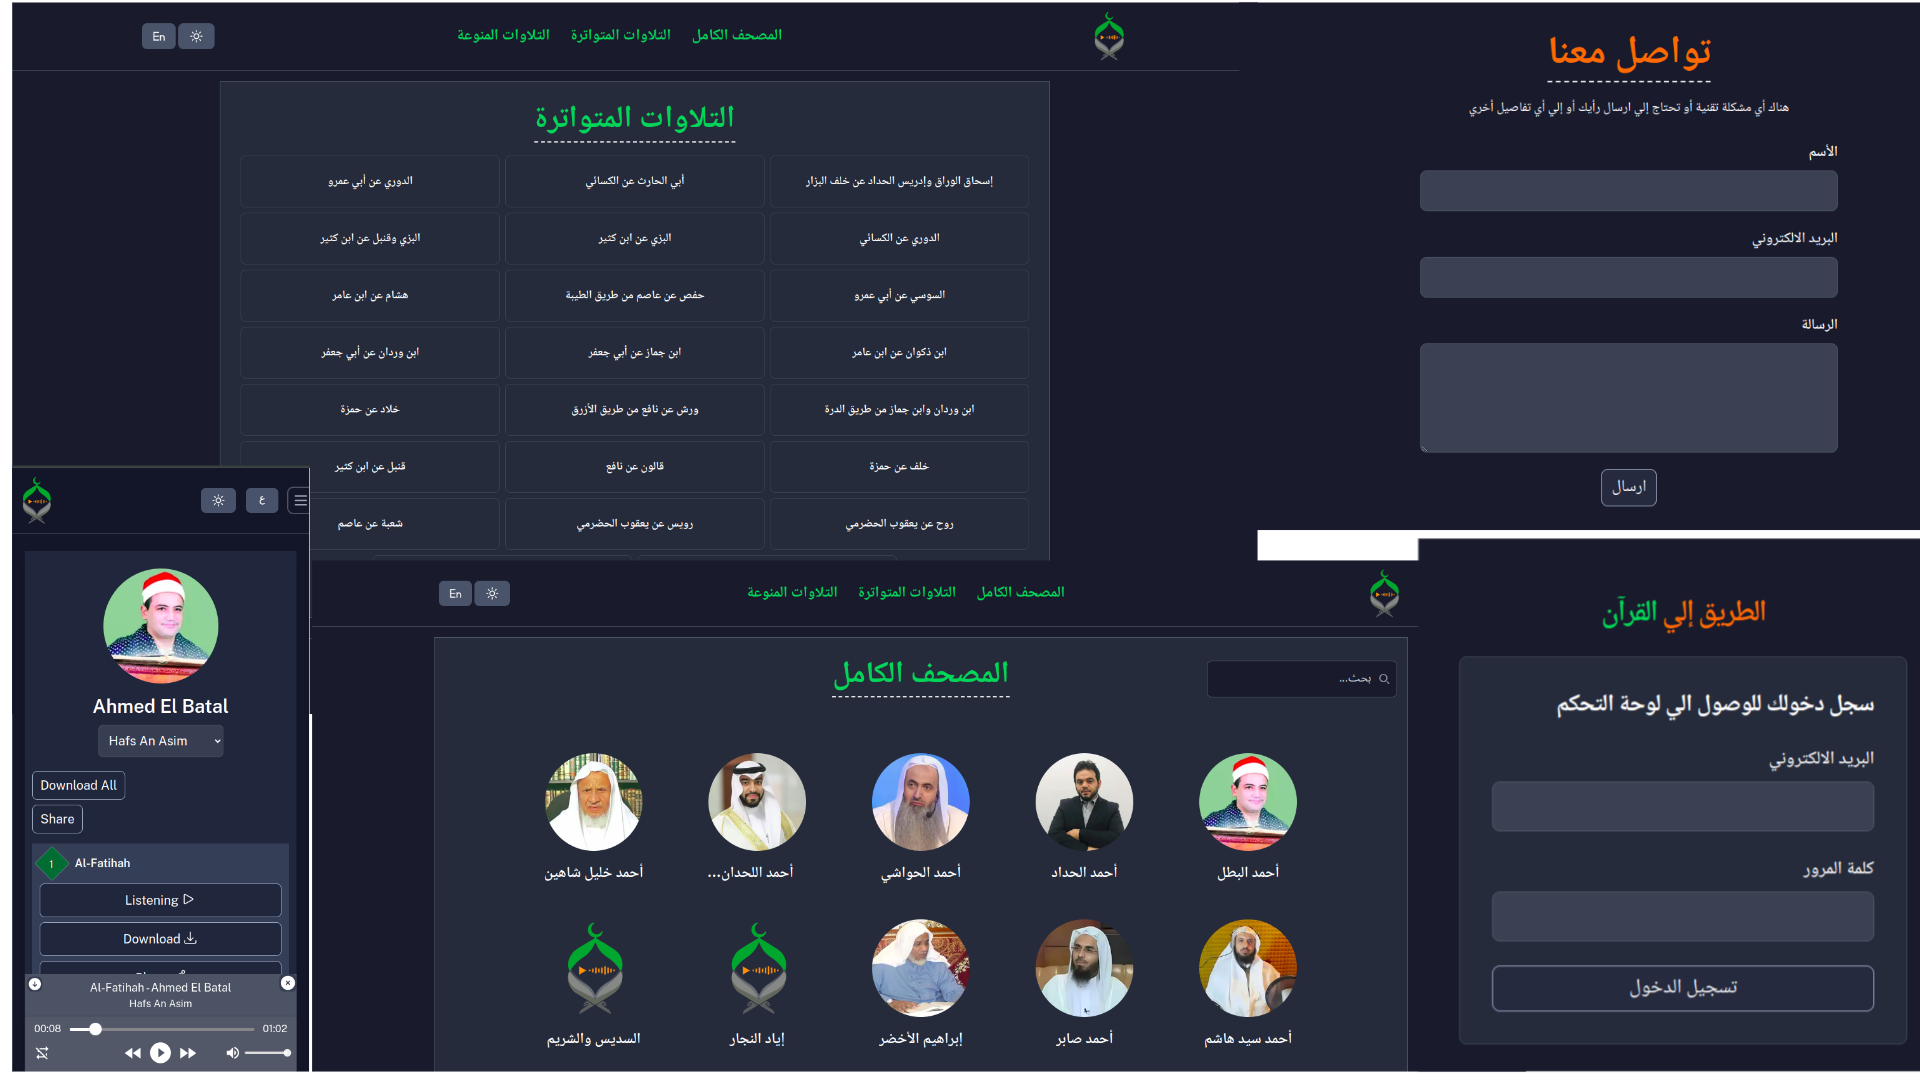 المصحف الكامل
التلاوات المتواترة
التلاوات المنوعة
En
التلاوات المتواترة
إسحاق الوراق وإدريس الحداد عن خلف البزار
أبي الحارث عن الكسائي
الدوري عن أبي عمرو
الدوري عن الكسائي
البزي عن ابن كثير
البزي وقنبل عن ابن كثير
السوسي عن أبي عمرو
حفص عن عاصم من طريق الطيبة
هشام عن ابن عامر
ابن ذكوان عن ابن عامر
ابن جماز عن أبي جعفر
ابن وردان عن أبي جعفر
ابن وردان وابن جماز من طريق الدرة
ورش عن نافع من طريق الأزرق
خلاد عن حمزة
خلف عن حمزة
قالون عن نافع
قنبل عن ابن كثير
روح عن يعقوب الحضرمي
رويس عن يعقوب الحضرمي
شعبة عن عاصم
تواصل معنا
هناك أي مشكلة تقنية أو تحتاج إلي ارسال رأيك أو إلي أي تفاصيل أخري
الأسم
البريد الالكتروني
الرسالة
ارسال
ع
Ahmed El Batal
Hafs An Asim
Download All
Share
1
Al-Fatihah
Listening
Download
Al-Fatihah - Ahmed El Batal
Hafs An Asim
00:08
01:02
المصحف الكامل
التلاوات المتواترة
التلاوات المنوعة
En
المصحف الكامل
بحث...
أحمد البطل
أحمد الحداد
أحمد الحواشي
أحمد اللحدان...
أحمد خليل شاهين
أحمد سيد هاشم
أحمد صابر
إبراهيم الأخضر
إياد النجار
السديس والشريم
الطريق إلي القرآن
سجل دخولك للوصول الي لوحة التحكم
البريد الالكتروني
كلمة المرور
تسجيل الدخول